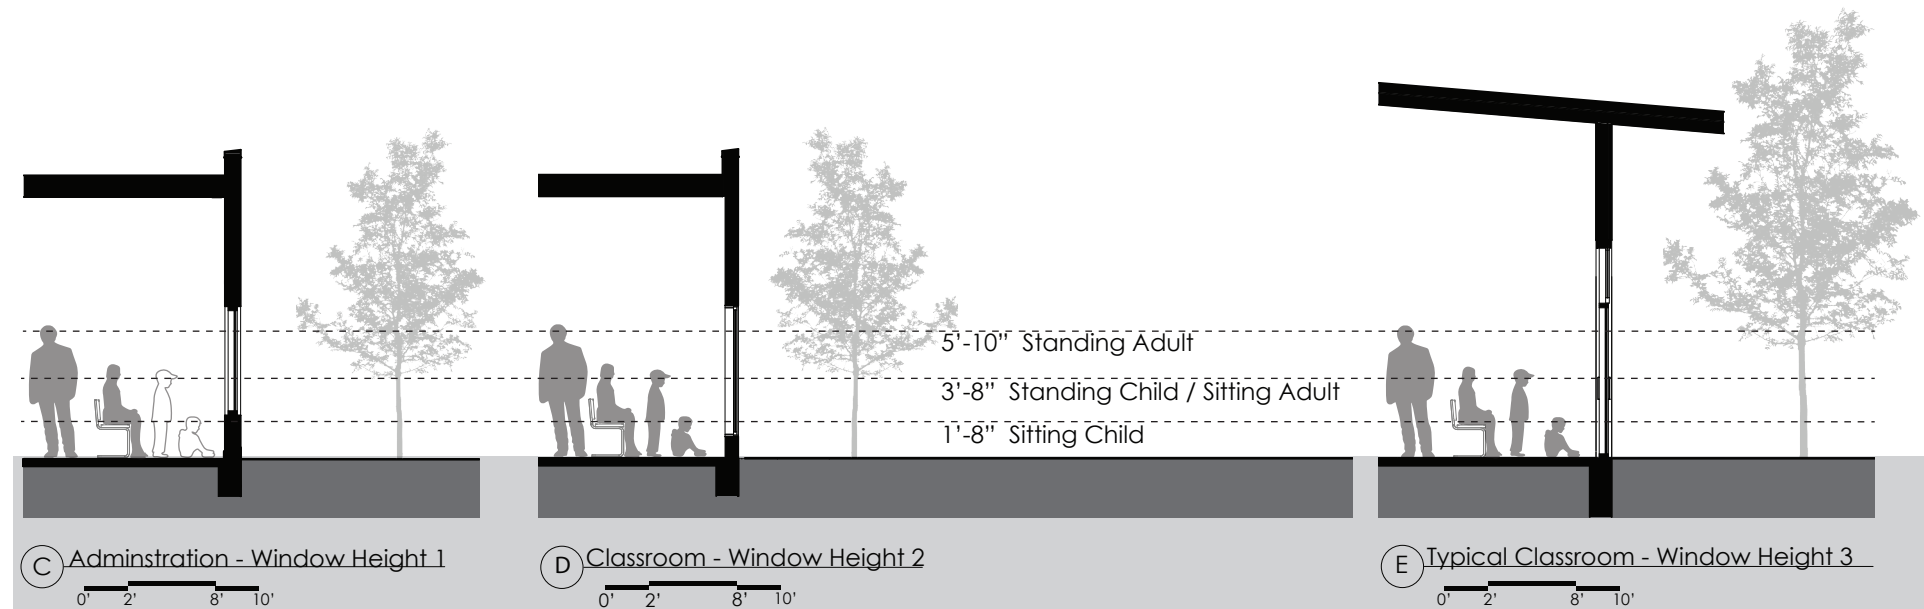 5’-10” Standing Adult
3’-8” Standing Child / Sitting Adult
1’-8” Sitting Child
C Adminstration - Window Height 1
0’ 2’ 8’ 10’
D Classroom - Window Height 2
0’ 2’ 8’ 10’
E Typical Classroom - Window Height 3
0’ 2’ 8’ 10’